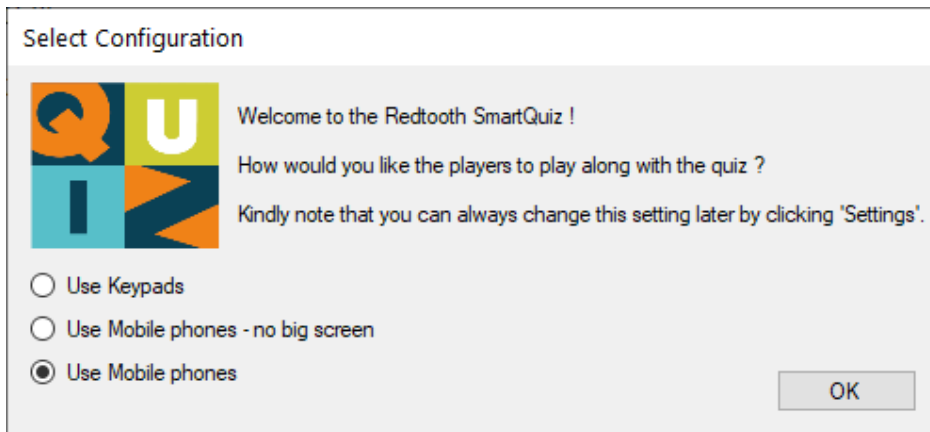 Select Configuration
QU
IZ
Welcome to the Redtooth SmartQuiz !
How would you like the players to play along with the quiz ?
Kindly note that you can always change this setting later by clicking 'Settings'.
Use Keypads
Use Mobile phones - no big screen
Use Mobile phones
OK